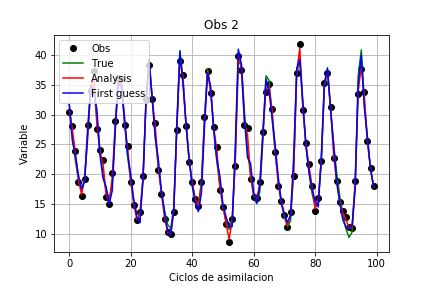 Obs 2
Obs
True
Analysis
First guess
Variable
40
35
30
25
20
15
10
0
20
40
60
80
100
Ciclos de asimilacion